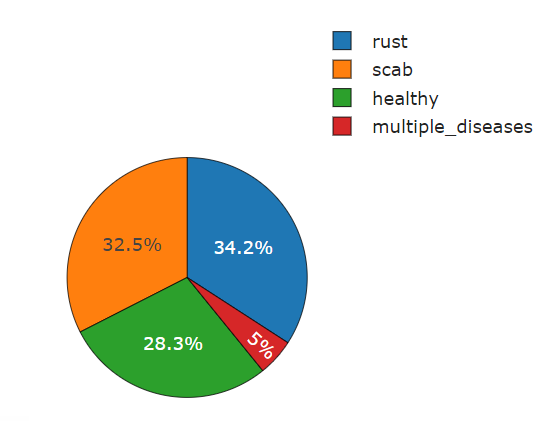 rust
scab
healthy
multiple_diseases
32.5%
34.2%
28.3%
5%